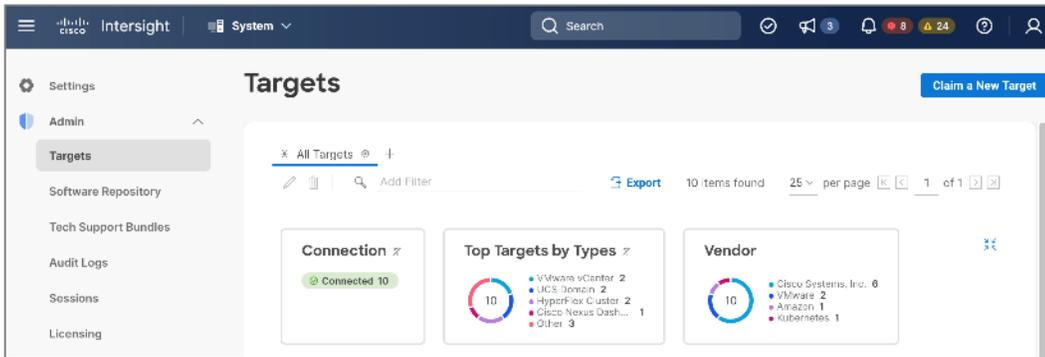 cisco Intersight System Search 3 8 24
Settings
Admin
Targets
Software Repository
Tech Support Bundles
Audit Logs
Sessions
Licensing
Targets
Claim a New Target
All Targets
Add Filter Export 10 items found 25 per page 1 of 1
Connection
Connected 10
Top Targets by Types
10
VMware vCenter 2
UCS Domain 2
HyperFlex Cluster 2
Cisco Nexus Dash... 1
Other 3
Vendor
10
Cisco Systems, Inc. 6
VMware 2
Amazon 1
Kubernetes 1